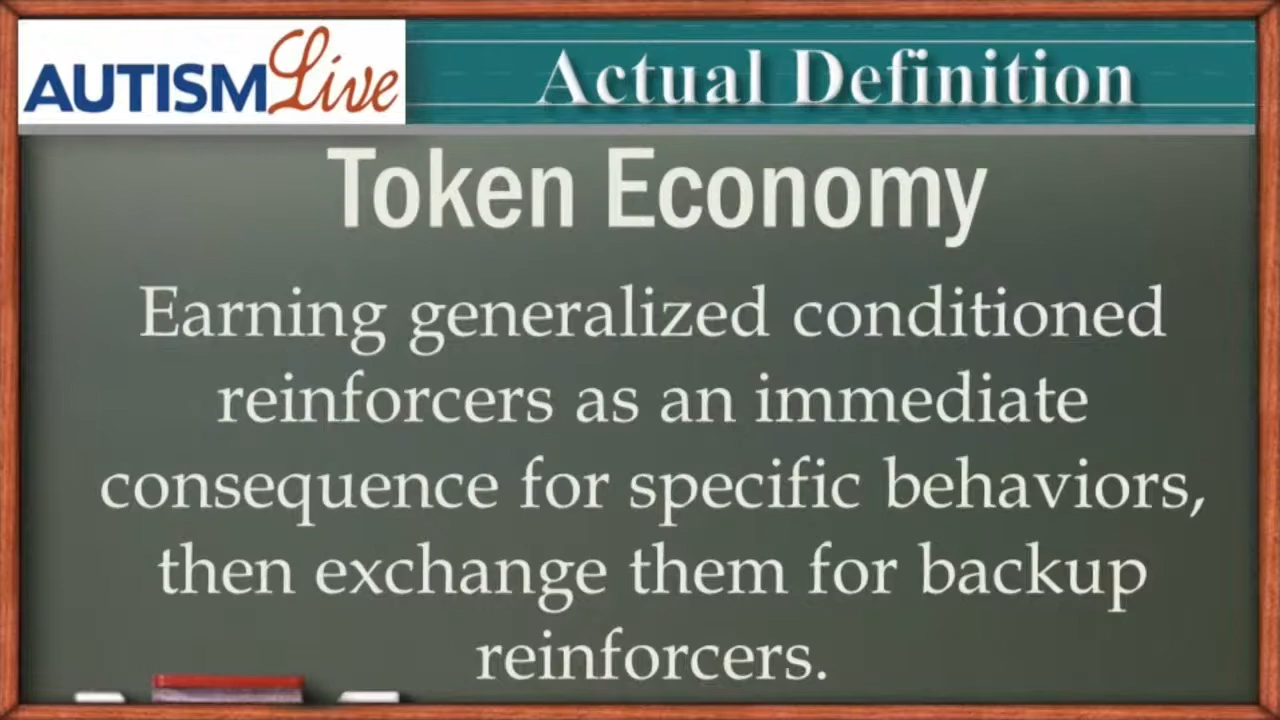 AUTISM Live
Actual Definition
Token Economy
Earning generalized conditioned
reinforcers as an immediate
consequence for specific behaviors,
then exchange them for backup
reinforcers.